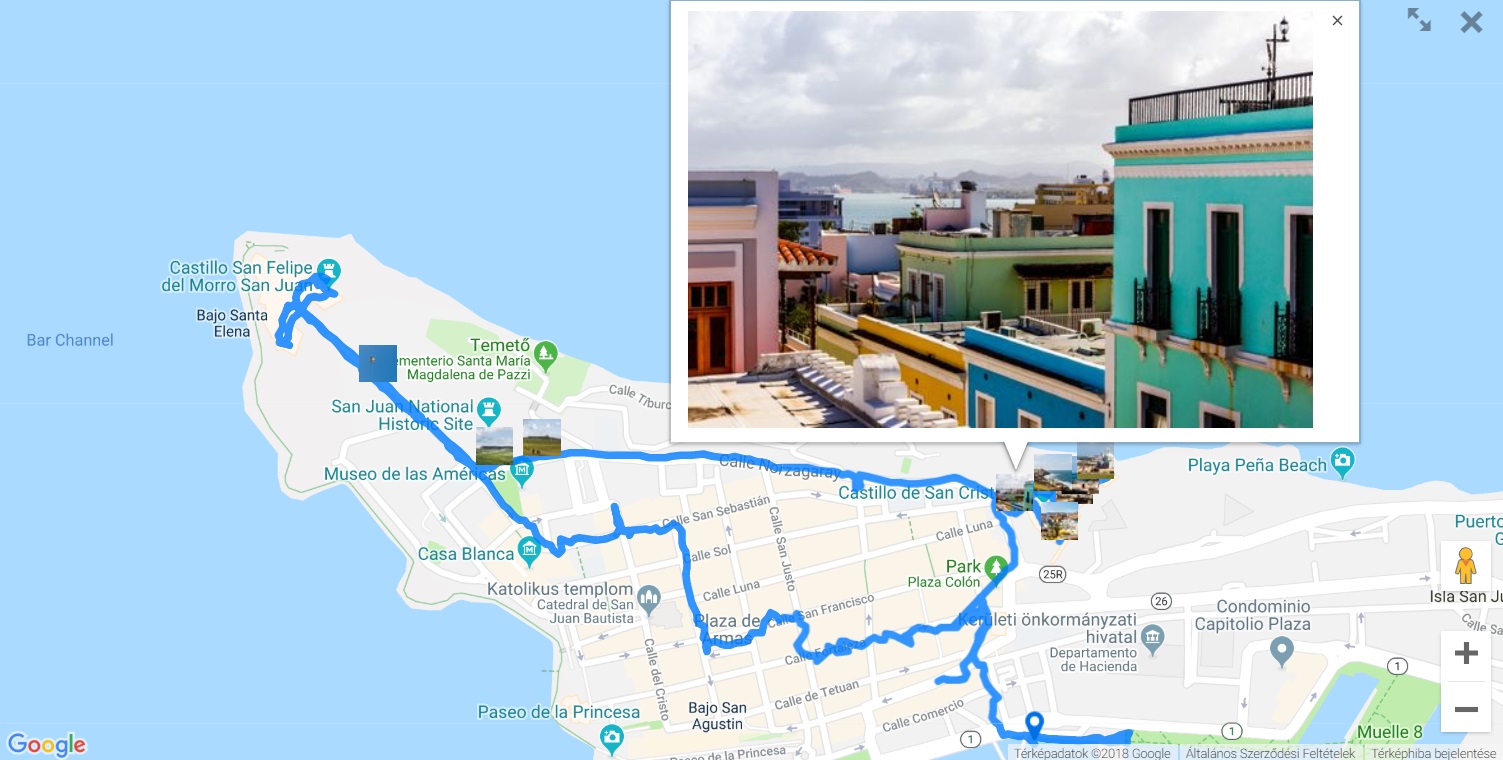 ×
Castillo San Felipe
del Morro San Juan
Bajo Santa
Elena
Bar Channel
Temető
Cementerio Santa María
Magdalena de Pazzi
Calle Tiburc
San Juan National
Historic Site
Museo de las Américas
Calle Norzagaray
Castillo de San Crist
Playa Peña Beach
Calle San Sebastián
Calle Luna
Puerto
Casa Blanca
Calle Sol
Calle San Justo
Park
Plaza Colón
25R
Katolikus templom
Catedral de San
Juan Bautista
Calle Luna
Calle San Francisco
26
Condominio
Capitolio Plaza
Isla San Ju
Plaza de
Armas
Calle Fortaleza
Kerületi önkormányzati
hivatal
Departamento
de Hacienda
Calle Sa
Calle del Cristo
Calle de Tetuan
1
Paseo de la Princesa
Bajo San
Agustin
Calle Comercio
1
1
Muelle 8
Paseo de la Princesa
Google
Térképadatok ©2018 Google
Általános Szerződési Feltételek
Térképhiba bejelentése